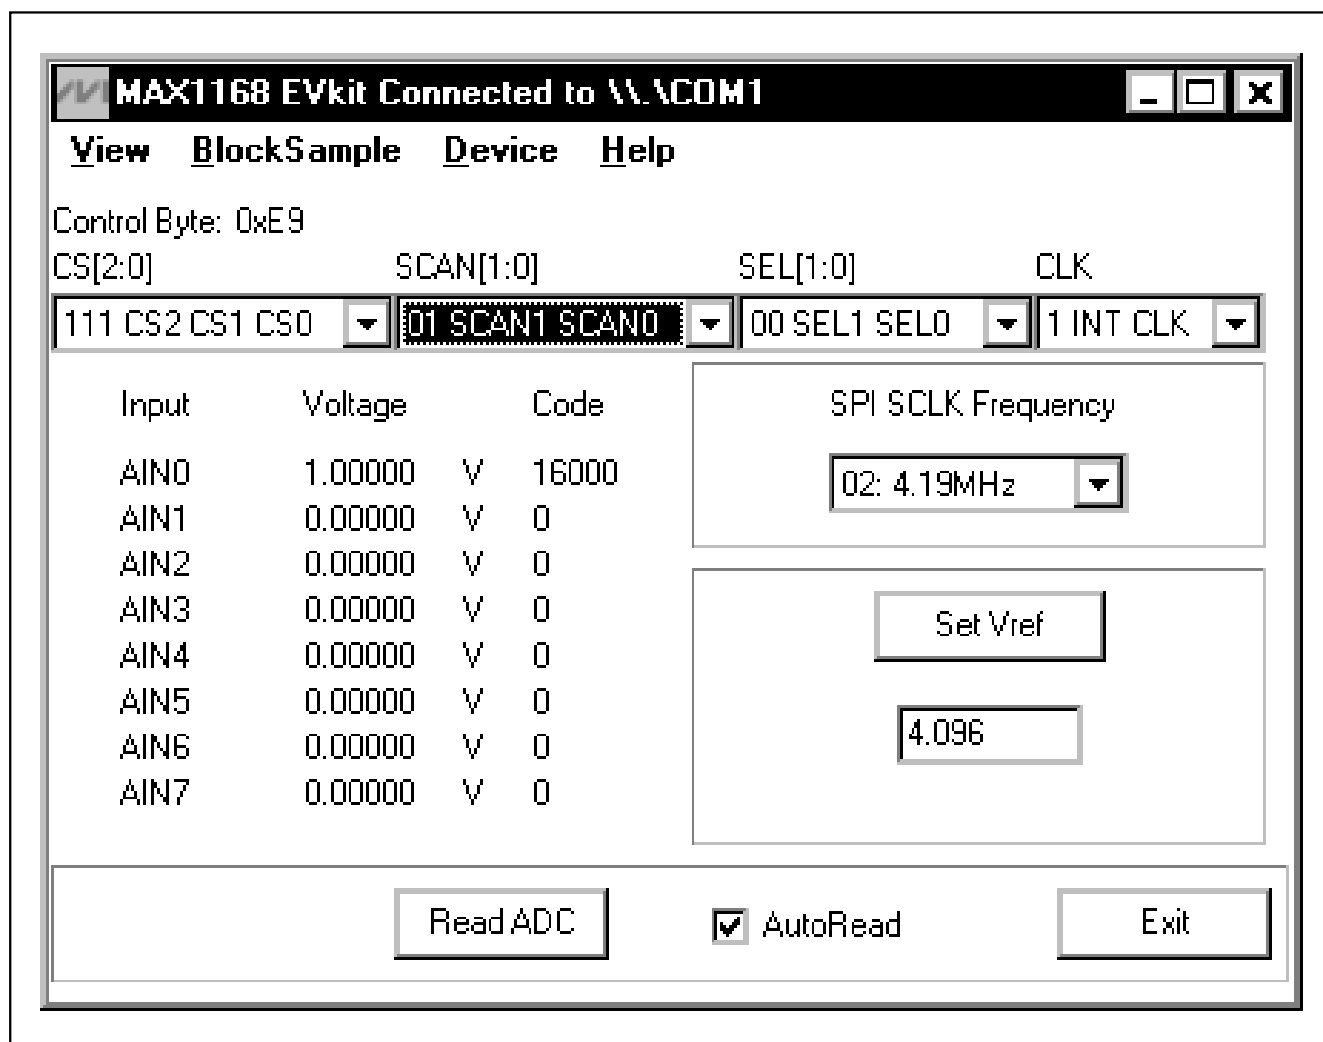 MAX1168 EVkit Connected to \\.\COM1
View BlockSample Device Help
Control Byte: 0xE9
CS[2:0] SCAN[1:0] SEL[1:0] CLK
111 CS2 CS1 CS0 01 SCAN1 SCAN0 00 SEL1 SEL0 1 INT CLK
Input Voltage Code
SPI SCLK Frequency
AIN0 1.00000 V 16000
02: 4.19MHz
AIN1 0.00000 V 0
AIN2 0.00000 V 0
AIN3 0.00000 V 0
Set Vref
AIN4 0.00000 V 0
AIN5 0.00000 V 0
4.096
AIN6 0.00000 V 0
AIN7 0.00000 V 0
Read ADC AutoRead Exit